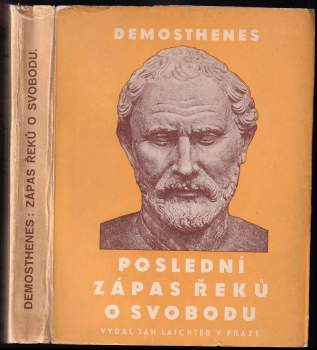 DEMOSTHENES: ZÁPAS ŘEKŮ O SVOBODU.
DEMOSTHENES
POSLEDNÍ
ZÁPAS ŘEKŮ
O SVOBODU
VYDAL JAN LAICHTER V PRAZE